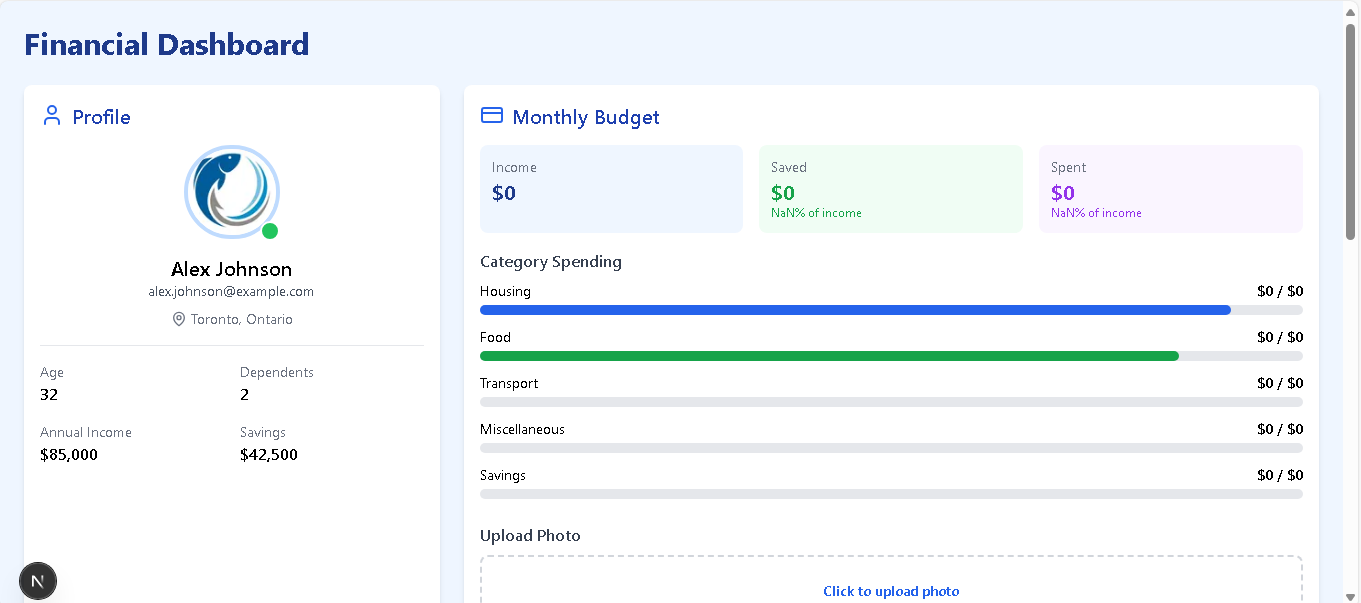 Financial Dashboard
Profile
Alex Johnson
alex.johnson@example.com
Toronto, Ontario
Age
32
Dependents
2
Annual Income
$85,000
Savings
$42,500
N
Monthly Budget
Income
$0
Saved
$0
NaN% of income
Spent
$0
NaN% of income
Category Spending
Housing $0 / $0
Food $0 / $0
Transport $0 / $0
Miscellaneous $0 / $0
Savings $0 / $0
Upload Photo
Click to upload photo